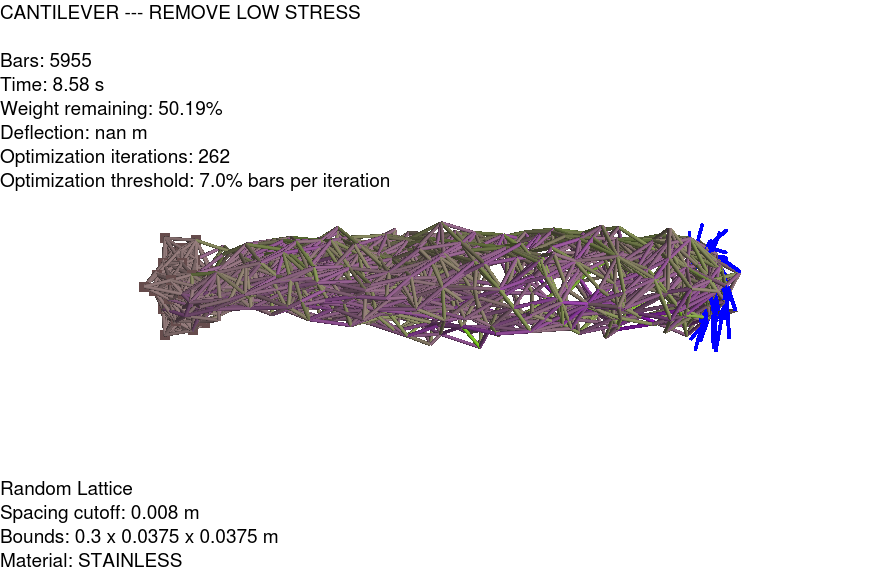 CANTILEVER --- REMOVE LOW STRESS
Bars: 5955
Time: 8.58 s
Weight remaining: 50.19%
Deflection: nan m
Optimization iterations: 262
Optimization threshold: 7.0% bars per iteration
Random Lattice
Spacing cutoff: 0.008 m
Bounds: 0.3 x 0.0375 x 0.0375 m
Material: STAINLESS